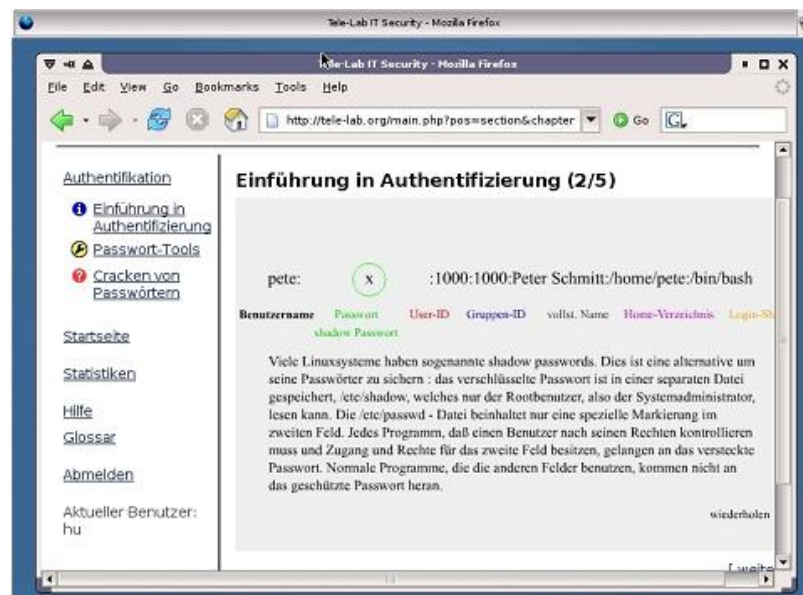 Tele-Lab IT Security - Mozilla Firefox
Tele-Lab IT Security - Mozilla Firefox
File Edit View Go Bookmarks Tools Help
http://tele-lab.org/main.php?pos=section&chapter Go G
Authentifikation
Einführung in Authentifizierung
Passwort-Tools
Cracken von Passwörtern
Startseite
Statistiken
Hilfe
Glossar
Abmelden
Aktueller Benutzer:
hu
Einführung in Authentifizierung (2/5)
pete: x :1000:1000:Peter Schmitt:/home/pete:/bin/bash
Benutzername Passwort User-ID Gruppen-ID vollst. Name Home-Verzeichnis Login-Sh
shadow Passwort
Viele Linuxsysteme haben sogenannte shadow passwords. Dies ist eine alternative um
seine Passwörter zu sichern : das verschlüsselte Passwort ist in einer separaten Datei
gespeichert, /etc/shadow, welches nur der Rootbenutzer, also der Systemadministrator,
lesen kann. Die /etc/passwd - Datei beinhaltet nur eine spezielle Markierung im
zweiten Feld. Jedes Programm, daß einen Benutzer nach seinen Rechten kontrollieren
muss und Zugang und Rechte für das zweite Feld besitzen, gelangen an das versteckte
Passwort. Normale Programme, die die anderen Felder benutzen, kommen nicht an
das geschützte Passwort heran.
wiederholen
[ weite